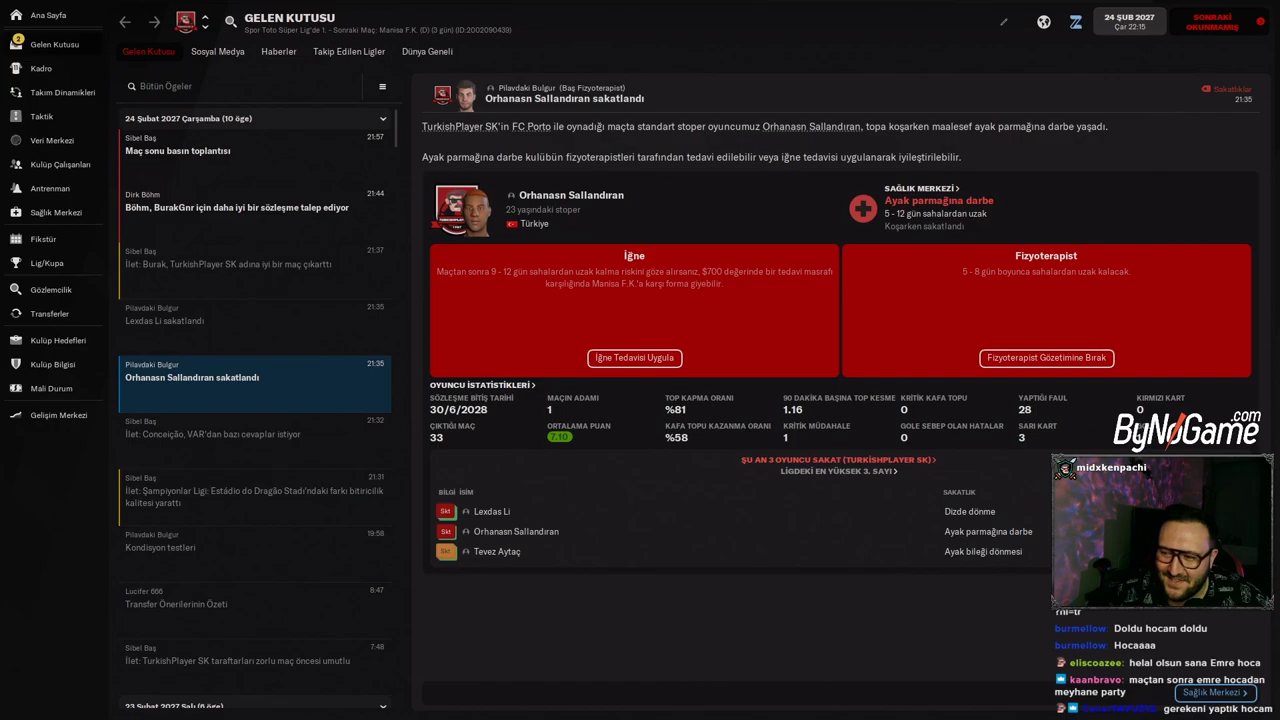 Ana Sayfa
2
Gelen Kutusu
Kadro
Takım Dinamikleri
Taktik
Veri Merkezi
Kulüp Çalışanları
Antrenman
Sağlık Merkezi
Fikstür
Lig/Kupa
Gözlemcilik
Transferler
Kulüp Hedefleri
Kulüp Bilgisi
Mali Durum
Gelişim Merkezi
GELEN KUTUSU
Spor Toto Süper Lig'de 1. - Sonraki Maç: Manisa F.K. (D) (3 gün) (ID:2002090439)
24 ŞUB 2027
Çar 22:15
SONRAKİ
OKUNMAMIŞ
Gelen Kutusu Sosyal Medya Haberler Takip Edilen Ligler Dünya Geneli
Bütün Ögeler
24 Şubat 2027 Çarşamba (10 öge)
Sibel Baş 21:57
Maç sonu basın toplantısı
Dirk Böhm 21:44
Böhm, BurakGnr için daha iyi bir sözleşme talep ediyor
Sibel Baş 21:37
İlet: Burak, TurkishPlayer SK adına iyi bir maç çıkarttı
Pilavdaki Bulgur 21:35
Lexdas Li sakatlandı
Pilavdaki Bulgur 21:35
Orhanasn Sallandıran sakatlandı
Sibel Baş 21:32
İlet: Conceição, VAR'dan bazı cevaplar istiyor
Sibel Baş 21:31
İlet: Şampiyonlar Ligi: Estádio do Dragão Stadı'ndaki farkı bitiricilik
kalitesi yarattı
Pilavdaki Bulgur 19:58
Kondisyon testleri
Lucifer 666 8:47
Transfer Önerilerinin Özeti
Sibel Baş 7:48
İlet: TurkishPlayer SK taraftarları zorlu maç öncesi umutlu
23 Şubat 2027 Salı (6 öge)
Pilavdaki Bulgur (Baş Fizyoterapist)
Orhanasn Sallandıran sakatlandı
Sakatlıklar
21:35
TurkishPlayer SK'in FC Porto ile oynadığı maçta standart stoper oyuncumuz Orhanasn Sallandıran, topa koşarken maalesef ayak parmağına darbe yaşadı.
Ayak parmağına darbe kulübün fizyoterapistleri tarafından tedavi edilebilir veya iğne tedavisi uygulanarak iyileştirilebilir.
Orhanasn Sallandıran
23 yaşındaki stoper
Türkiye
SAĞLIK MERKEZİ >
Ayak parmağına darbe
5 - 12 gün sahalardan uzak
Koşarken sakatlandı
İğne
Maçtan sonra 9 - 12 gün sahalardan uzak kalma riskini göze alırsanız, $700 değerinde bir tedavi masrafı
karşılığında Manisa F.K.'a karşı forma giyebilir.
İğne Tedavisi Uygula
Fizyoterapist
5 - 8 gün boyunca sahalardan uzak kalacak.
Fizyoterapist Gözetimine Bırak
OYUNCU İSTATİSTİKLERİ >
SÖZLEŞME BİTİŞ TARİHİ MAÇIN ADAMI TOP KAPMA ORANI 90 DAKİKA BAŞINA TOP KESME KRİTİK KAFA TOPU YAPTIĞI FAUL KIRMIZI KART
30/6/2028 1 %81 1.16 0 28 0
ÇIKTIĞI MAÇ ORTALAMA PUAN KAFA TOPU KAZANMA ORANI KRİTİK MÜDAHALE GOLE SEBEP OLAN HATALAR SARI KART
33 7.10 %58 1 0 3
ByNoGame.com
ŞU AN 3 OYUNCU SAKAT (TURKİSHPLAYER SK) >
LİGDEKİ EN YÜKSEK 3. SAYI >
BİLGİ İSİM SAKATLIK
Skt Lexdas Li Dizde dönme
Skt Orhanasn Sallandıran Ayak parmağına darbe
Skt Tevez Aytaç Ayak bileği dönmesi
midxkenpachi
burmellow: Doldu hocam doldu
burmellow: Hocaaaa
eliscoazee: helal olsun sana Emre hoca
kaanbravo: maçtan sonra emre hocadan
meyhane party
Sağlık Merkezi >
gerekeni yaptık hocam